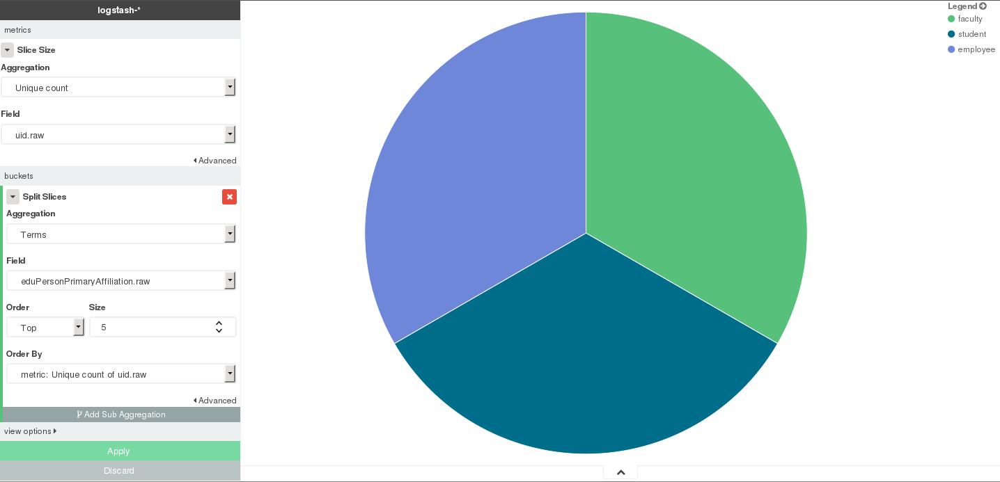 logstash-*
metrics
Slice Size
Aggregation
Unique count
Field
uid.raw
Advanced
buckets
Split Slices
Aggregation
Terms
Field
eduPersonPrimaryAffiliation.raw
Order Size
Top 5
Order By
metric: Unique count of uid.raw
Advanced
Add Sub Aggregation
view options
Apply
Discard
Legend
faculty
student
employee